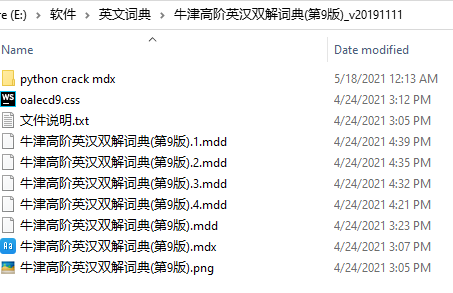 re (E:) > 软件 > 英文词典 > 牛津高阶英汉双解词典(第9版)_v20191111
Name Date modified
python crack mdx 5/18/2021 12:13 AM
oalecd9.css 4/24/2021 3:12 PM
文件说明.txt 4/24/2021 3:05 PM
牛津高阶英汉双解词典(第9版).1.mdd 4/24/2021 4:39 PM
牛津高阶英汉双解词典(第9版).2.mdd 4/24/2021 4:35 PM
牛津高阶英汉双解词典(第9版).3.mdd 4/24/2021 4:32 PM
牛津高阶英汉双解词典(第9版).4.mdd 4/24/2021 4:21 PM
牛津高阶英汉双解词典(第9版).mdd 4/24/2021 3:23 PM
牛津高阶英汉双解词典(第9版).mdx 4/24/2021 3:07 PM
牛津高阶英汉双解词典(第9版).png 4/24/2021 3:05 PM